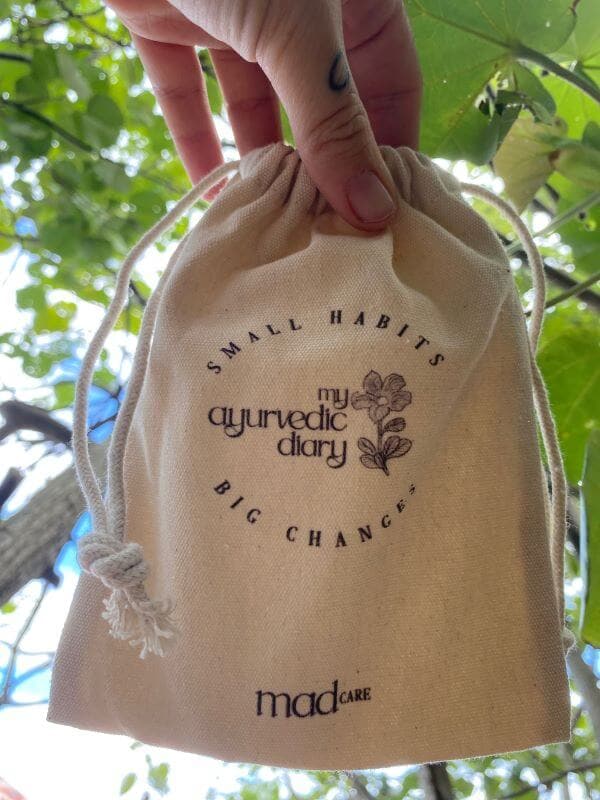 SMALL HABITS
my
ayurvedic
diary
BIG CHANGES
mad CARE